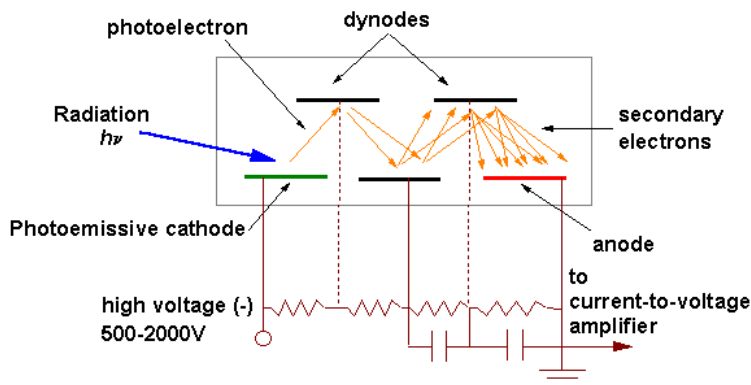 dynodes
photoelectron
Radiation
hν
secondary
electrons
Photoemissive cathode
anode
to
current-to-voltage
amplifier
high voltage (-)
500-2000V